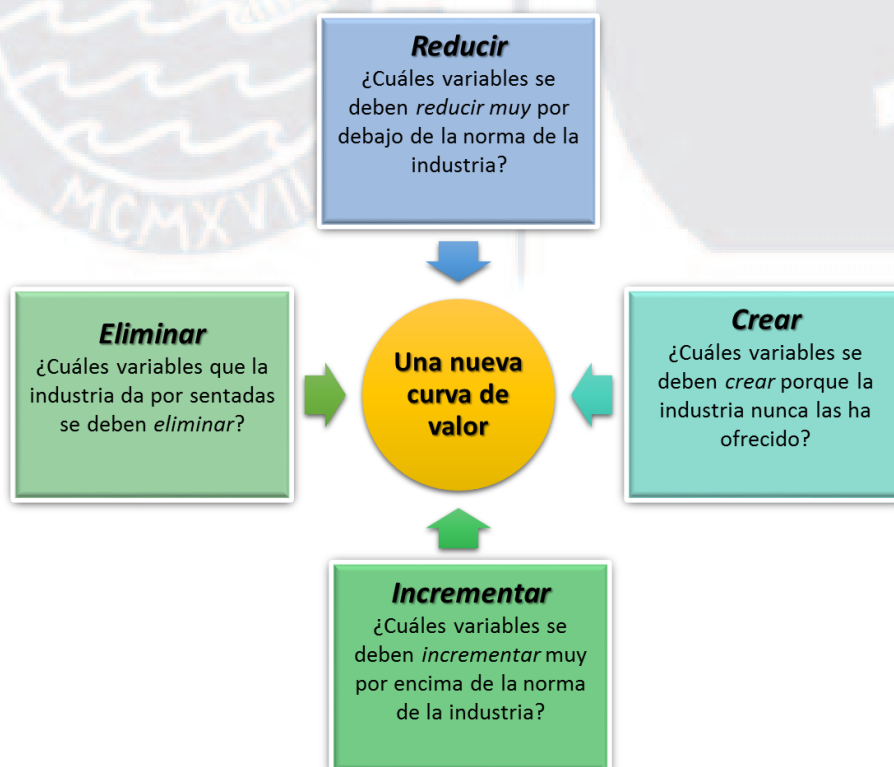 Reducir
¿Cuáles variables se
deben reducir muy por
debajo de la norma de la
industria?
Eliminar
¿Cuáles variables que la
industria da por sentadas
se deben eliminar?
Una nueva
curva de
valor
Crear
¿Cuáles variables se
deben crear porque la
industria nunca las ha
ofrecido?
Incrementar
¿Cuáles variables se
deben incrementar muy
por encima de la norma
de la industria?
MCMXVII